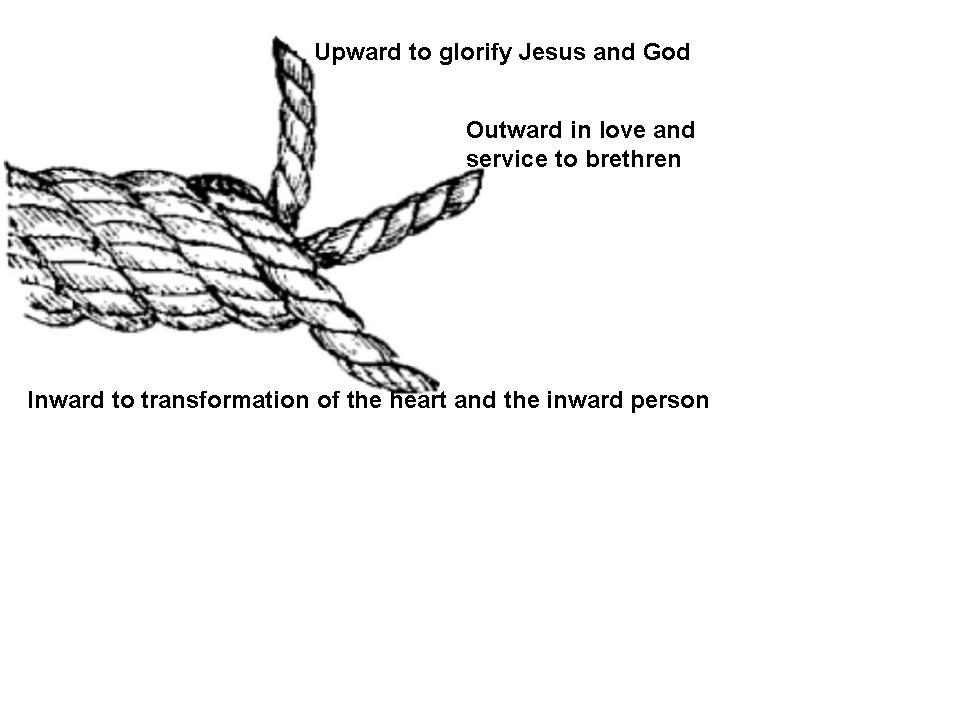 Upward to glorify Jesus and God
Outward in love and
service to brethren
Inward to transformation of the heart and the inward person